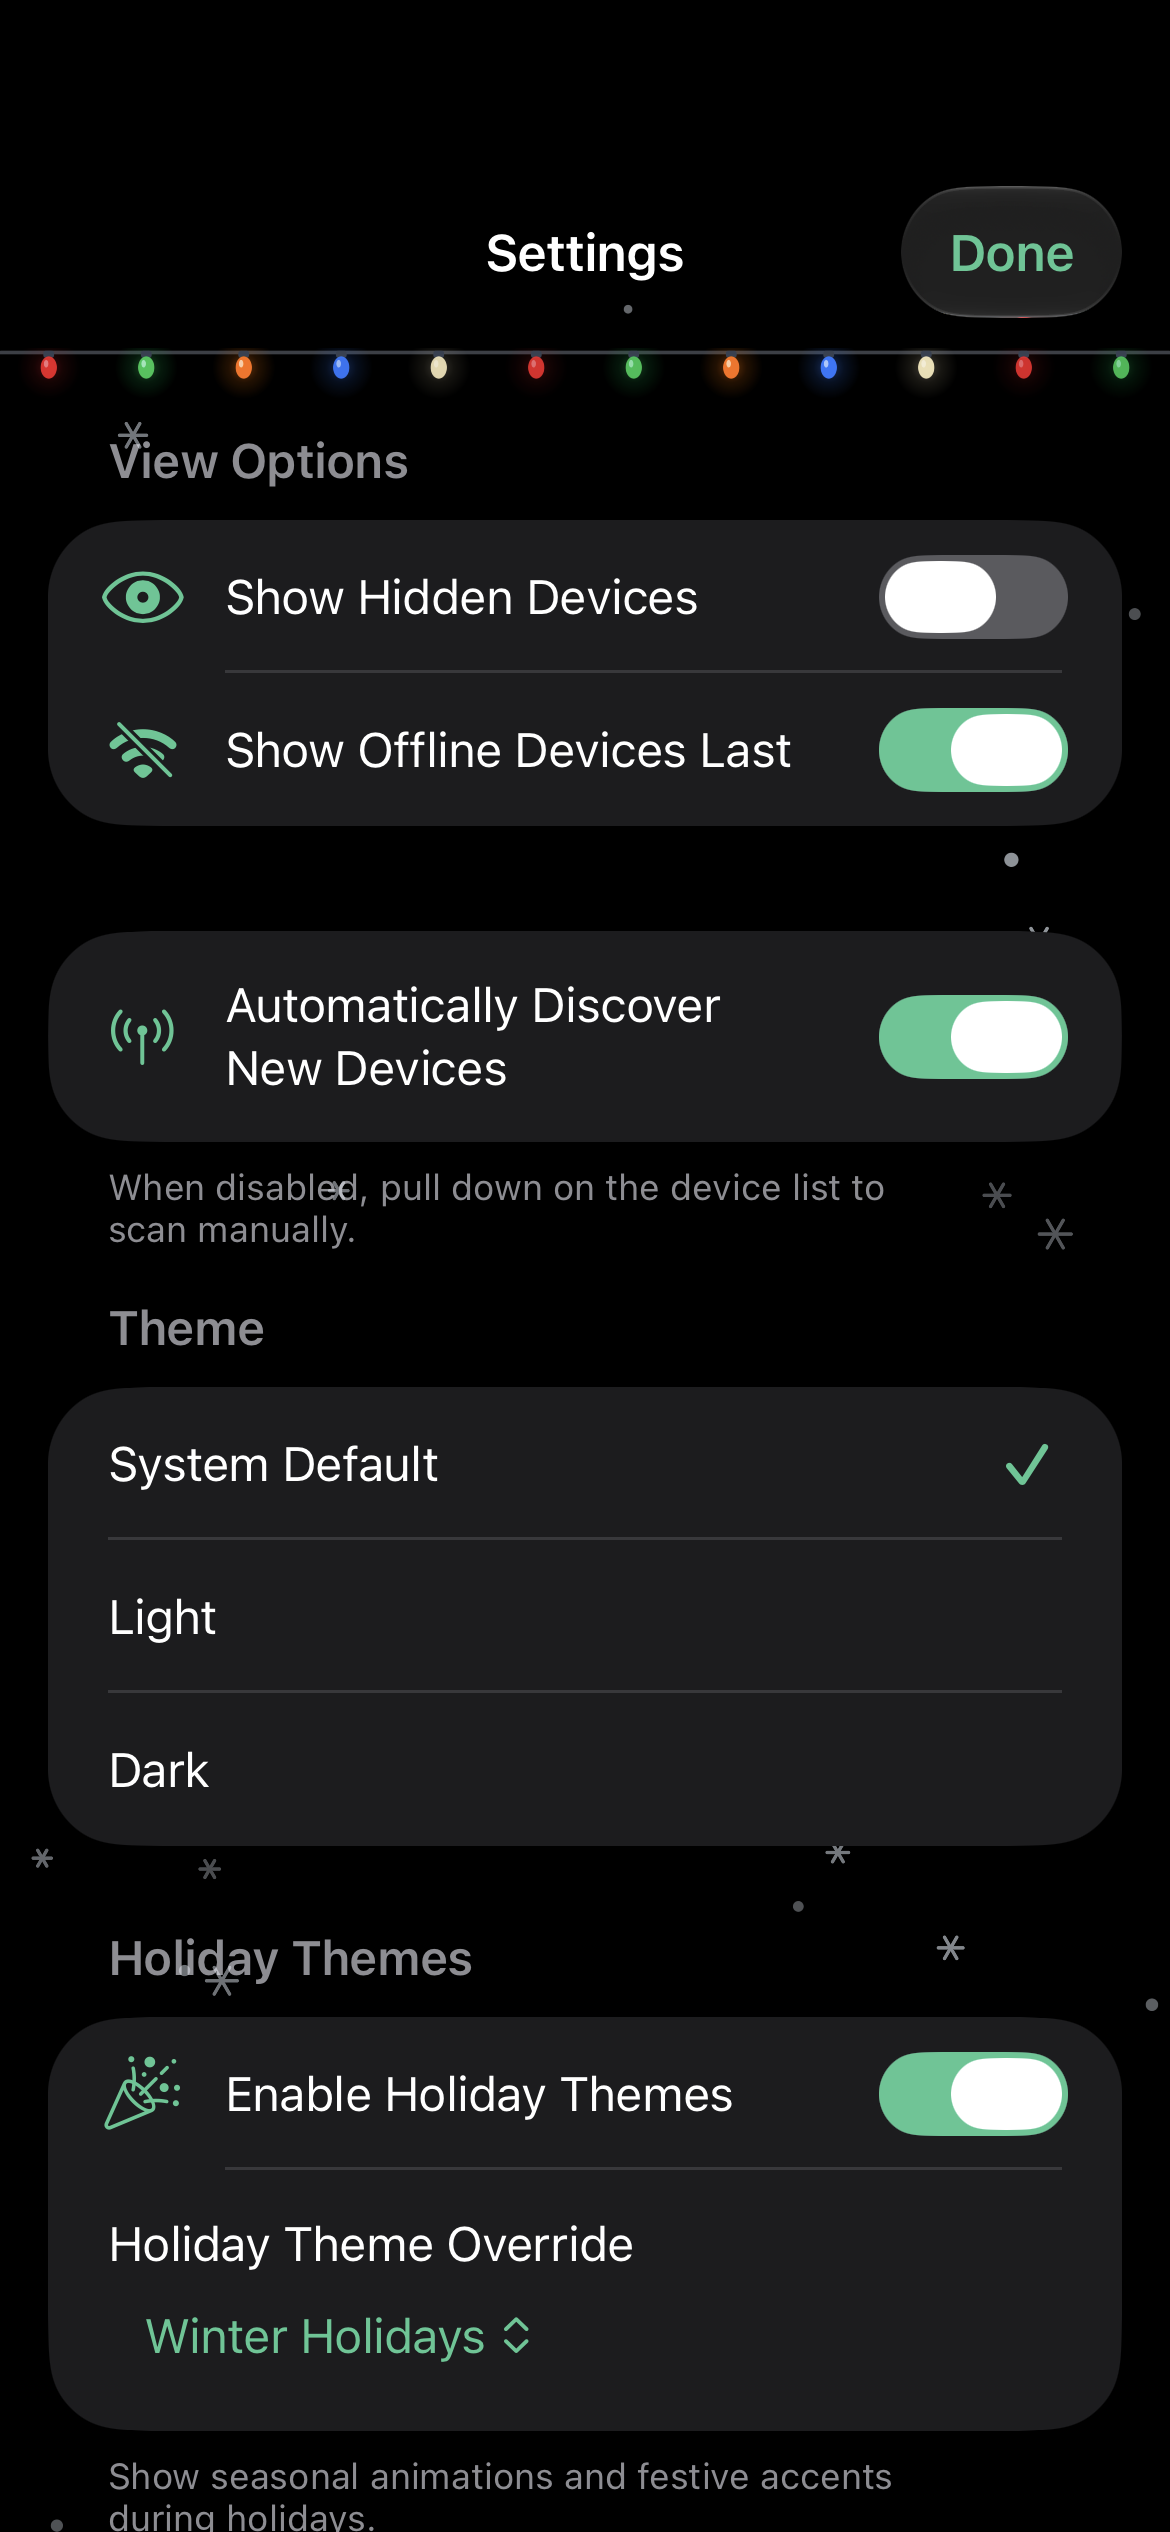 Settings
Done
View Options
Show Hidden Devices
Show Offline Devices Last
Automatically Discover
New Devices
When disabled, pull down on the device list to
scan manually.
Theme
System Default
Light
Dark
Holiday Themes
Enable Holiday Themes
Holiday Theme Override
Winter Holidays
Show seasonal animations and festive accents
during holidays.